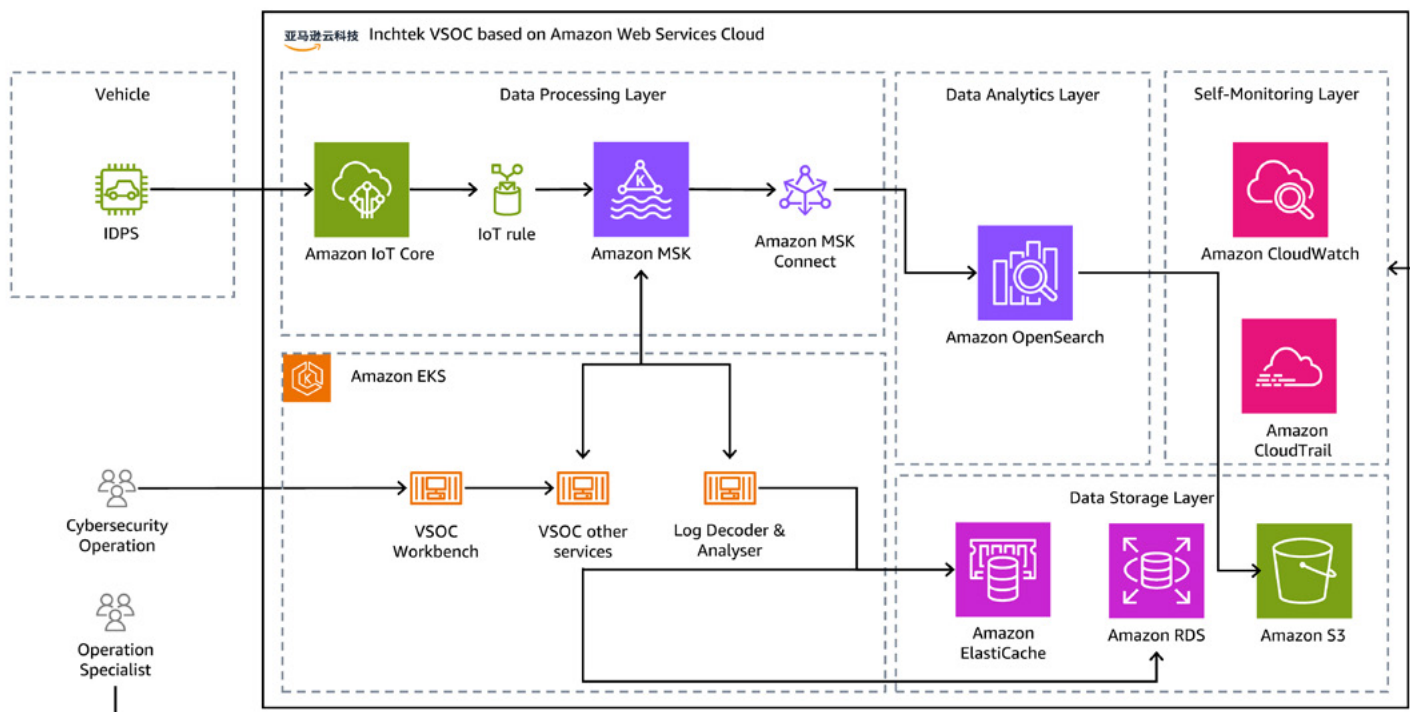 亚马逊云科技 Inchtek VSOC based on Amazon Web Services Cloud
Vehicle
Data Processing Layer
Data Analytics Layer
Self-Monitoring Layer
IDPS
Amazon IoT Core
IoT rule
K
Amazon MSK
Amazon MSK
Connect
Amazon OpenSearch
Amazon CloudWatch
Amazon
CloudTrail
K
Amazon EKS
Cybersecurity
Operation
VSOC
Workbench
VSOC other
services
Log Decoder &
Analyser
Data Storage Layer
Amazon
ElastiCache
Amazon RDS
Amazon S3
Operation
Specialist